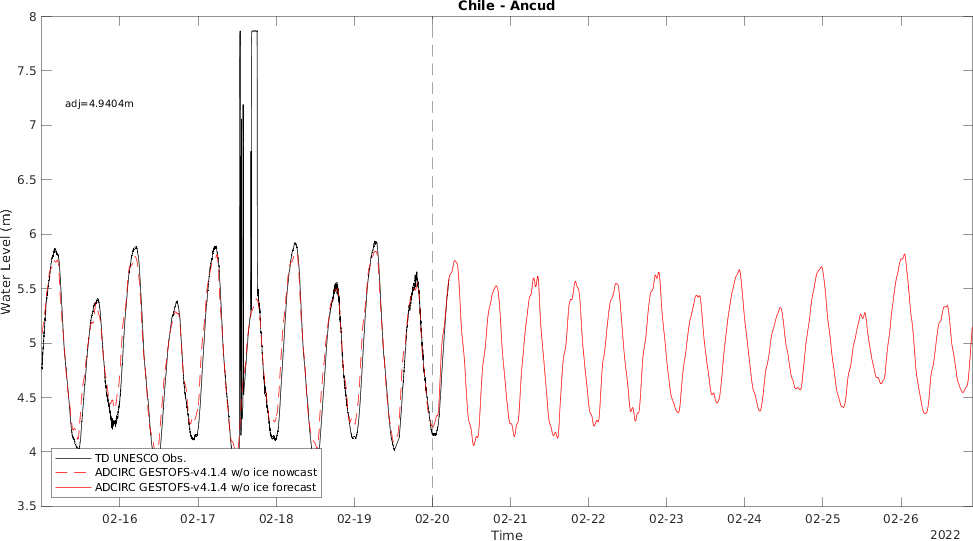 Chile - Ancud
8
7.5
adj=4.9404m
7
6.5
6
5.5
5
4.5
4
3.5
Water Level (m)
TD UNESCO Obs.
ADCIRC GESTOFS-v4.1.4 w/o ice nowcast
ADCIRC GESTOFS-v4.1.4 w/o ice forecast
02-16 02-17 02-18 02-19 02-20 02-21 02-22 02-23 02-24 02-25 02-26
Time
2022